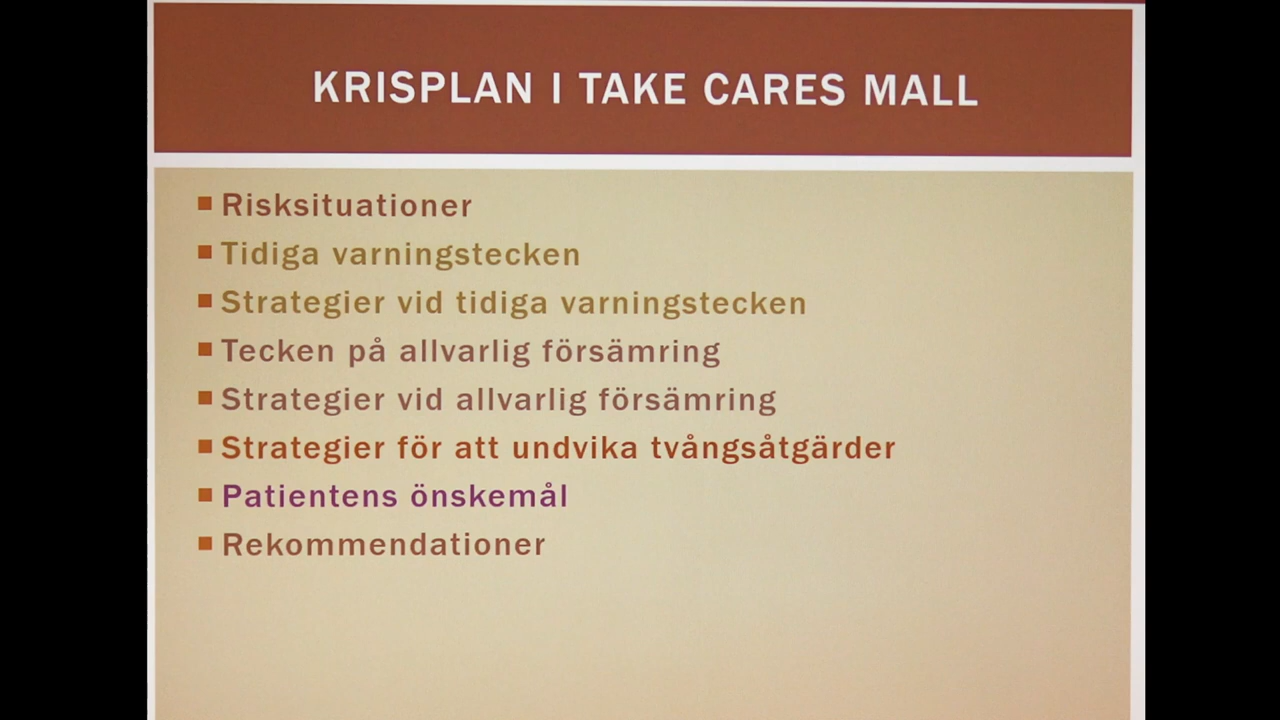 KRISPLAN I TAKE CARES MALL
Risksituationer
Tidiga varningstecken
Strategier vid tidiga varningstecken
Tecken på allvarlig försämring
Strategier vid allvarlig försämring
Strategier för att undvika tvångsåtgärder
Patientens önskemål
Rekommendationer